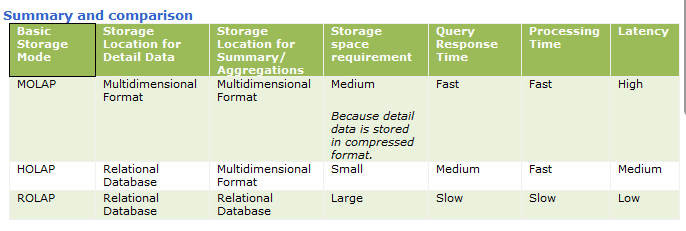 Summary and comparison
Basic Storage Mode | Storage Location for Detail Data | Storage Location for Summary/ Aggregations | Storage space requirement | Query Response Time | Processing Time | Latency
MOLAP | Multidimensional Format | Multidimensional Format | Medium Because detail data is stored in compressed format. | Fast | Fast | High
HOLAP | Relational Database | Multidimensional Format | Small | Medium | Fast | Medium
ROLAP | Relational Database | Relational Database | Large | Slow | Slow | Low